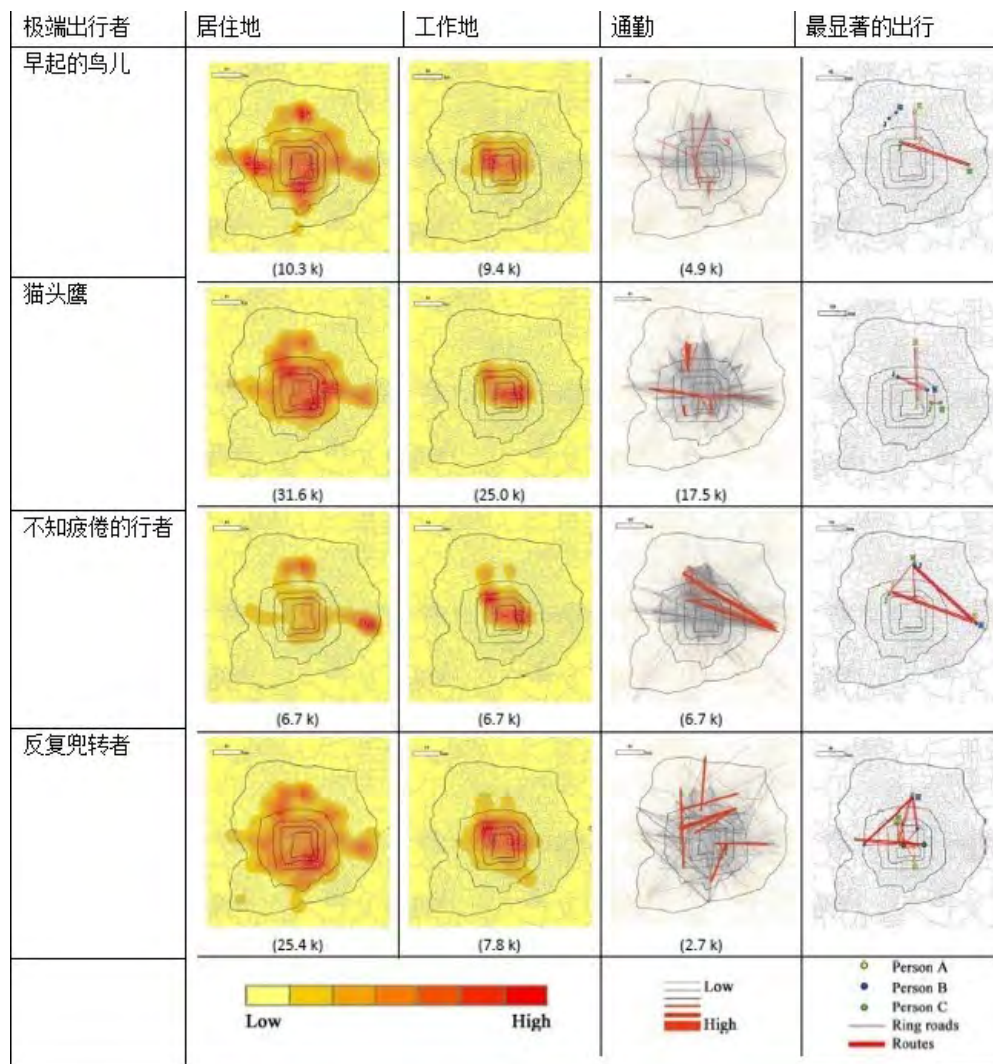 极端出行者 居住地 工作地 通勤 最显著的出行
早起的鸟儿
(10.3 k) (9.4 k) (4.9 k)
猫头鹰
(31.6 k) (25.0 k) (17.5 k)
不知疲倦的行者
(6.7 k) (6.7 k) (6.7 k)
反复兜转者
(25.4 k) (7.8 k) (2.7 k)
Low High
Low
High
Person A
Person B
Person C
Ring roads
Routes